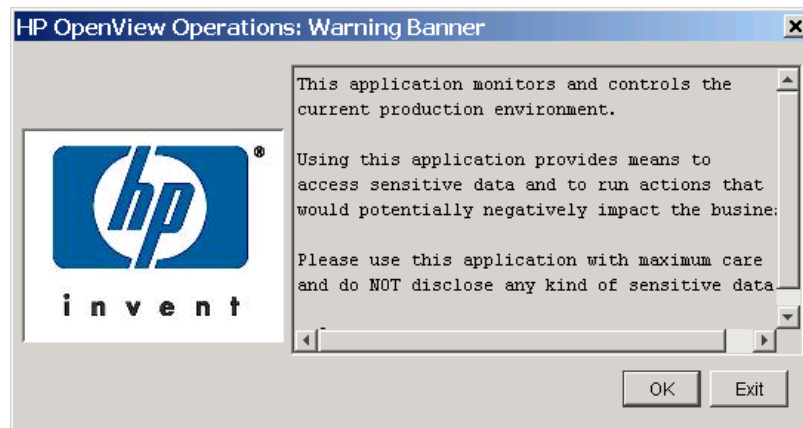 HP OpenView Operations: Warning Banner
This application monitors and controls the
current production environment.
Using this application provides means to
access sensitive data and to run actions that
would potentially negatively impact the busine
Please use this application with maximum care
and do NOT disclose any kind of sensitive data
hp ®
invent
OK Exit